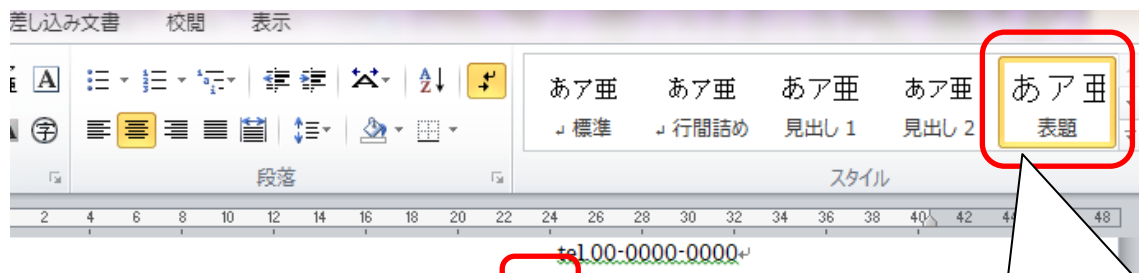 差し込み文書 校閲 表示
A A↓Z
あア亜 あア亜 あア亜 あア亜 あア亜
字
↲ 標準 ↲ 行間詰め 見出し 1 見出し 2 表題
段落 スタイル
2 4 6 8 10 12 14 16 18 20 22 24 26 28 30 32 34 36 38 40 42 44 48
tel.00-0000-0000↵